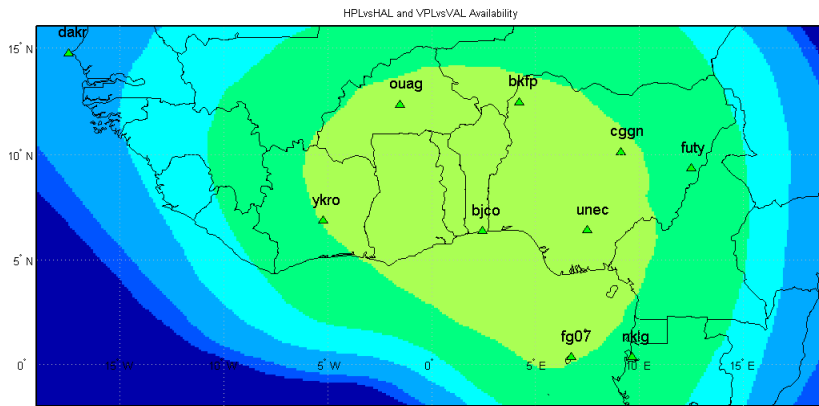 HPLvsHAL and VPLvsVAL Availability
15° N
dakr
ouag
bkfp
cggn
futy
10° N
ykro
bjco
unec
5° N
fg07
nklg
0°
5° W
0°
5° E
10° E
15° E